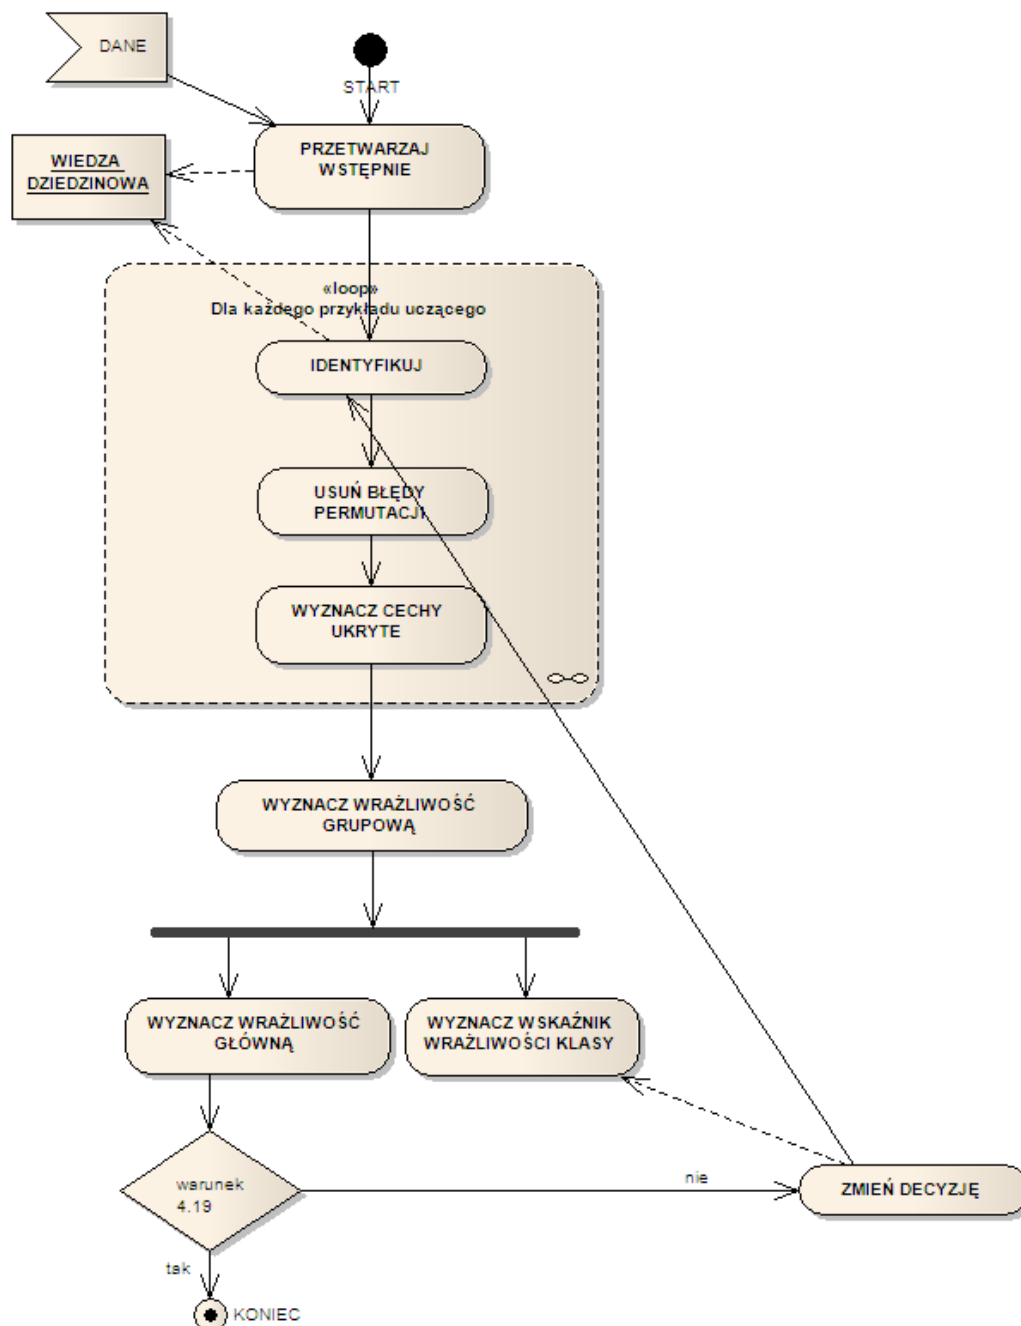 DANE
START
PRZETWARZAJ
WSTĘPNIE
WIEDZA
DZIEDZINOWA
«loop»
Dla każdego przykładu uczącego
IDENTYFIKUJ
USUŃ BŁĘDY
PERMUTACJI
WYZNACZ CECHY
UKRYTE
WYZNACZ WRAŻLIWOŚĆ
GRUPOWĄ
WYZNACZ WRAŻLIWOŚĆ
GŁÓWNĄ
WYZNACZ WSKAŹNIK
WRAŻLIWOŚCI KLASY
warunek
4.19
nie
ZMIEŃ DECYZJĘ
tak
KONIEC